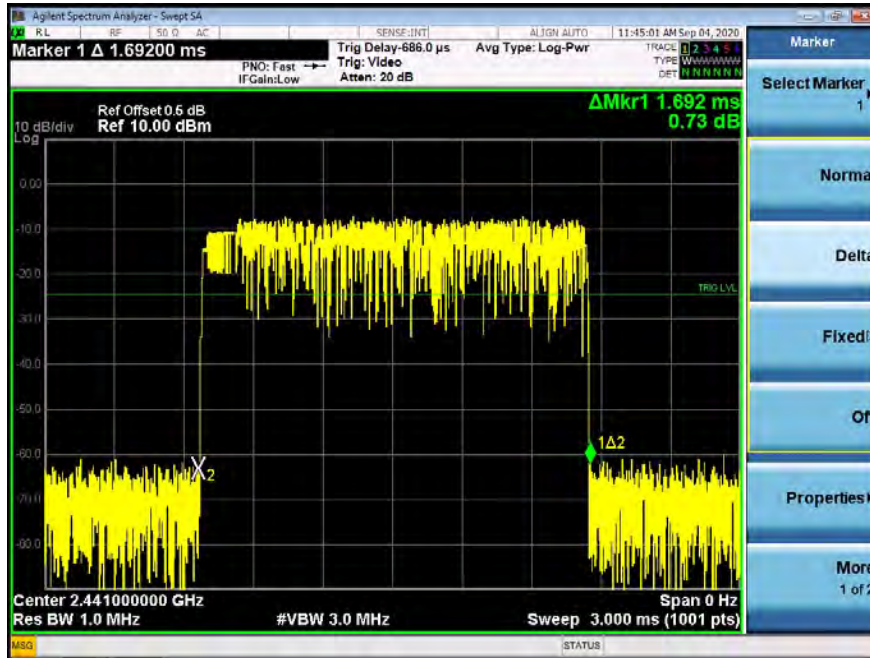 Agilent Spectrum Analyzer - Swept SA
RL RF 50 Ω AC SENSE:INT ALIGN AUTO 11:45:01 AM Sep 04, 2020
Marker 1 Δ 1.69200 ms
PNO: Fast
IFGain:Low
Trig Delay-686.0 µs
Trig: Video
Atten: 20 dB
Avg Type: Log-Pwr
TRACE 1 2 3 4 5
TYPE
DET N N N N N N
ΔMkr1 1.692 ms
0.73 dB
Ref Offset 0.5 dB
10 dB/div Ref 10.00 dBm
Log
0.00
-10.0
-20.0
TRIG LVL
-30.0
-40.0
-50.0
-60.0
1Δ2
2
-70.0
-80.0
Center 2.441000000 GHz
Span 0 Hz
Res BW 1.0 MHz
#VBW 3.0 MHz
Sweep 3.000 ms (1001 pts)
MSG
STATUS
Marker
Select Marker
1
Norma
Delta
Fixed
Of
Properties
More
1 of 2